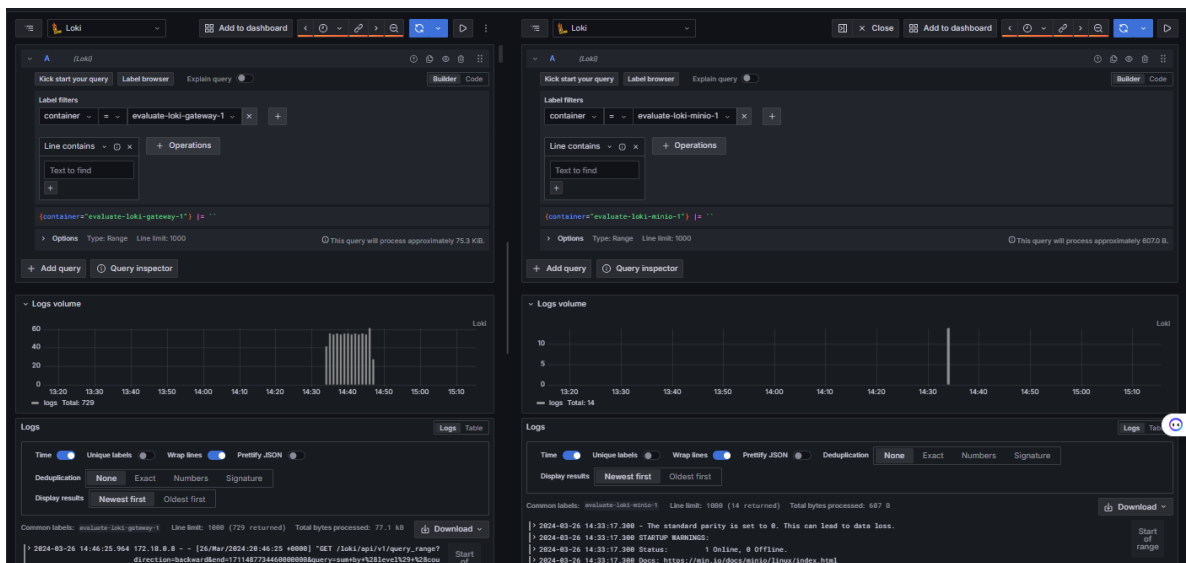 Loki
Add to dashboard
A (Loki)
Kick start your query Label browser Explain query
Builder Code
Label filters
container = evaluate-loki-gateway-1
Line contains
+ Operations
Text to find
{container="evaluate-loki-gateway-1"} |= ``
Options Type: Range Line limit: 1000
This query will process approximately 75.3 KiB.
+ Add query Query inspector
Logs volume
Loki
60
40
20
0
13:20 13:30 13:40 13:50 14:00 14:10 14:20 14:30 14:40 14:50 15:00 15:10
logs Total: 729
Logs
Logs Table
Time Unique labels Wrap lines Prettify JSON
Deduplication None Exact Numbers Signature
Display results Newest first Oldest first
Common labels: evaluate-loki-gateway-1 Line limit: 1000 (729 returned) Total bytes processed: 77.1 kB
Download
> 2024-03-26 14:46:25.964 172.18.0.8 - - [26/Mar/2024:20:46:25 +0000] "GET /loki/api/v1/query_range?
direction=backward&end=1711487734460000000&query=sum+by+%28level%29+%28cou
Start
of
Loki
Close Add to dashboard
A (Loki)
Kick start your query Label browser Explain query
Builder Code
Label filters
container = evaluate-loki-minio-1
Line contains
+ Operations
Text to find
{container="evaluate-loki-minio-1"} |= ``
Options Type: Range Line limit: 1000
This query will process approximately 607.0 B.
+ Add query Query inspector
Logs volume
Loki
10
5
0
13:20 13:30 13:40 13:50 14:00 14:10 14:20 14:30 14:40 14:50 15:00 15:10
logs Total: 14
Logs
Logs Tab
Time Unique labels Wrap lines Prettify JSON Deduplication None Exact Numbers Signature
Display results Newest first Oldest first
Common labels: evaluate-loki-minio-1 Line limit: 1000 (14 returned) Total bytes processed: 607 B
Download
> 2024-03-26 14:33:17.300 - The standard parity is set to 0. This can lead to data loss.
> 2024-03-26 14:33:17.300 STARTUP WARNINGS:
> 2024-03-26 14:33:17.300 Status: 1 Online, 0 Offline.
> 2024-03-26 14:33:17.300 Docs: https://min.io/docs/minio/linux/index.html
Start
of
range